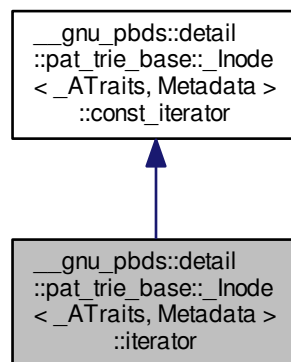 __gnu_pbds::detail
::pat_trie_base::_Inode
< _ATraits, Metadata >
::const_iterator
__gnu_pbds::detail
::pat_trie_base::_Inode
< _ATraits, Metadata >
::iterator